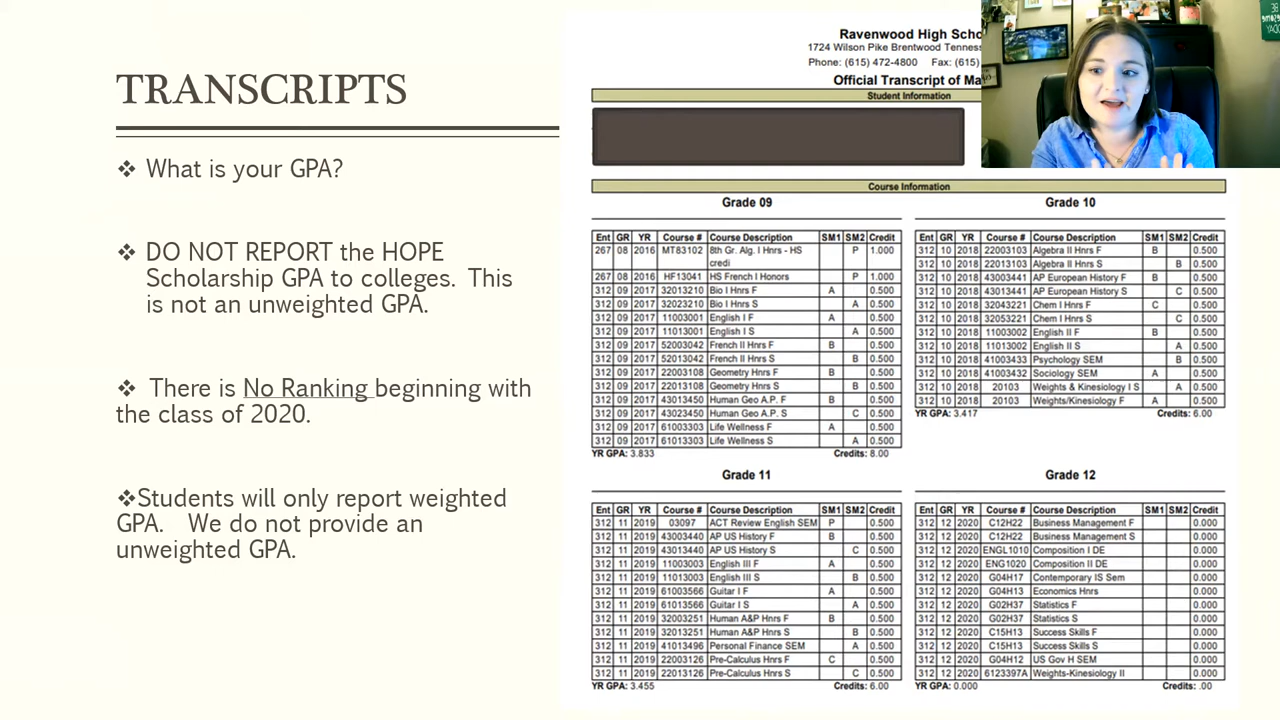 TRANSCRIPTS
❖ What is your GPA?
❖ DO NOT REPORT the HOPE
Scholarship GPA to colleges. This
is not an unweighted GPA.
❖ There is No Ranking beginning with
the class of 2020.
❖Students will only report weighted
GPA. We do not provide an
unweighted GPA.
Ravenwood High Scho
1724 Wilson Pike Brentwood Tenness
Phone: (615) 472-4800 Fax: (615)
Official Transcript of Ma
Student Information
Course Information
Grade 09
Ent GR YR Course # Course Description SM1 SM2 Credit
267 08 2016 MT83102 8th Gr. Alg. I Hnrs - HS P 1.000
credi
267 08 2016 HF13041 HS French I Honors P 1.000
312 09 2017 32013210 Bio I Hnrs F A 0.500
312 09 2017 32023210 Bio I Hnrs S A 0.500
312 09 2017 11003001 English I F A 0.500
312 09 2017 11013001 English I S A 0.500
312 09 2017 52003042 French II Hnrs F B 0.500
312 09 2017 52013042 French II Hnrs S B 0.500
312 09 2017 22003108 Geometry Hnrs F B 0.500
312 09 2017 22013108 Geometry Hnrs S B 0.500
312 09 2017 43013450 Human Geo A.P. F B 0.500
312 09 2017 43023450 Human Geo A.P. S C 0.500
312 09 2017 61003303 Life Wellness F A 0.500
312 09 2017 61013303 Life Wellness S A 0.500
YR GPA: 3.833 Credits: 8.00
Grade 10
Ent GR YR Course # Course Description SM1 SM2 Credit
312 10 2018 22003103 Algebra II Hnrs F B 0.500
312 10 2018 22013103 Algebra II Hnrs S B 0.500
312 10 2018 43003441 AP European History F B 0.500
312 10 2018 43013441 AP European History S C 0.500
312 10 2018 32043221 Chem I Hnrs F C 0.500
312 10 2018 32053221 Chem I Hnrs S C 0.500
312 10 2018 11003002 English II F B 0.500
312 10 2018 11013002 English II S A 0.500
312 10 2018 41003433 Psychology SEM B 0.500
312 10 2018 41003432 Sociology SEM A 0.500
312 10 2018 20103 Weights & Kinesiology I S A 0.500
312 10 2018 20103 Weights/Kinesiology F A 0.500
YR GPA: 3.417 Credits: 6.00
Grade 11
Ent GR YR Course # Course Description SM1 SM2 Credit
312 11 2019 03097 ACT Review English SEM P 0.500
312 11 2019 43003440 AP US History F B 0.500
312 11 2019 43013440 AP US History S C 0.500
312 11 2019 11003003 English III F A 0.500
312 11 2019 11013003 English III S B 0.500
312 11 2019 61003566 Guitar I F A 0.500
312 11 2019 61013566 Guitar I S A 0.500
312 11 2019 32003251 Human A&P Hnrs F B 0.500
312 11 2019 32013251 Human A&P Hnrs S B 0.500
312 11 2019 41013496 Personal Finance SEM A 0.500
312 11 2019 22003126 Pre-Calculus Hnrs F C 0.500
312 11 2019 22013126 Pre-Calculus Hnrs S C 0.500
YR GPA: 3.455 Credits: 6.00
Grade 12
Ent GR YR Course # Course Description SM1 SM2 Credit
312 12 2020 C12H22 Business Management F 0.000
312 12 2020 C12H22 Business Management S 0.000
312 12 2020 ENGL1010 Composition I DE 0.000
312 12 2020 ENG1020 Composition II DE 0.000
312 12 2020 G04H17 Contemporary IS Sem 0.000
312 12 2020 G04H13 Economics Hnrs 0.000
312 12 2020 G02H37 Statistics F 0.000
312 12 2020 G02H37 Statistics S 0.000
312 12 2020 C15H13 Success Skills F 0.000
312 12 2020 C15H13 Success Skills S 0.000
312 12 2020 G04H12 US Gov H SEM 0.000
312 12 2020 6123397A Weights-Kinesiology II 0.000
YR GPA: 0.000 Credits: .00